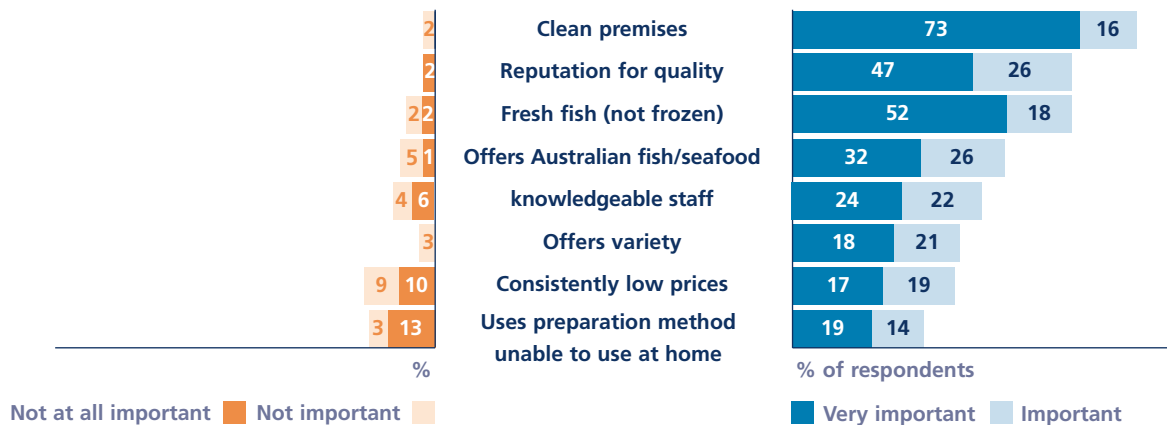 2 Clean premises 73 16
2 Reputation for quality 47 26
2 2 Fresh fish (not frozen) 52 18
5 1 Offers Australian fish/seafood 32 26
4 6 knowledgeable staff 24 22
3 Offers variety 18 21
9 10 Consistently low prices 17 19
3 13 Uses preparation method 19 14
unable to use at home
% % of respondents
Not at all important Not important Very important Important